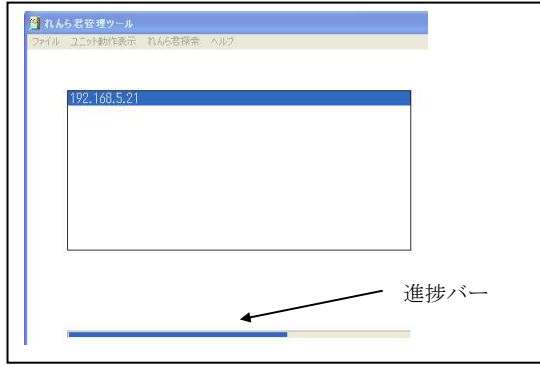 れんら君管理ツール
ファイル ユニット動作表示 れんら君探索 ヘルプ
192.168.5.21
進捗バー